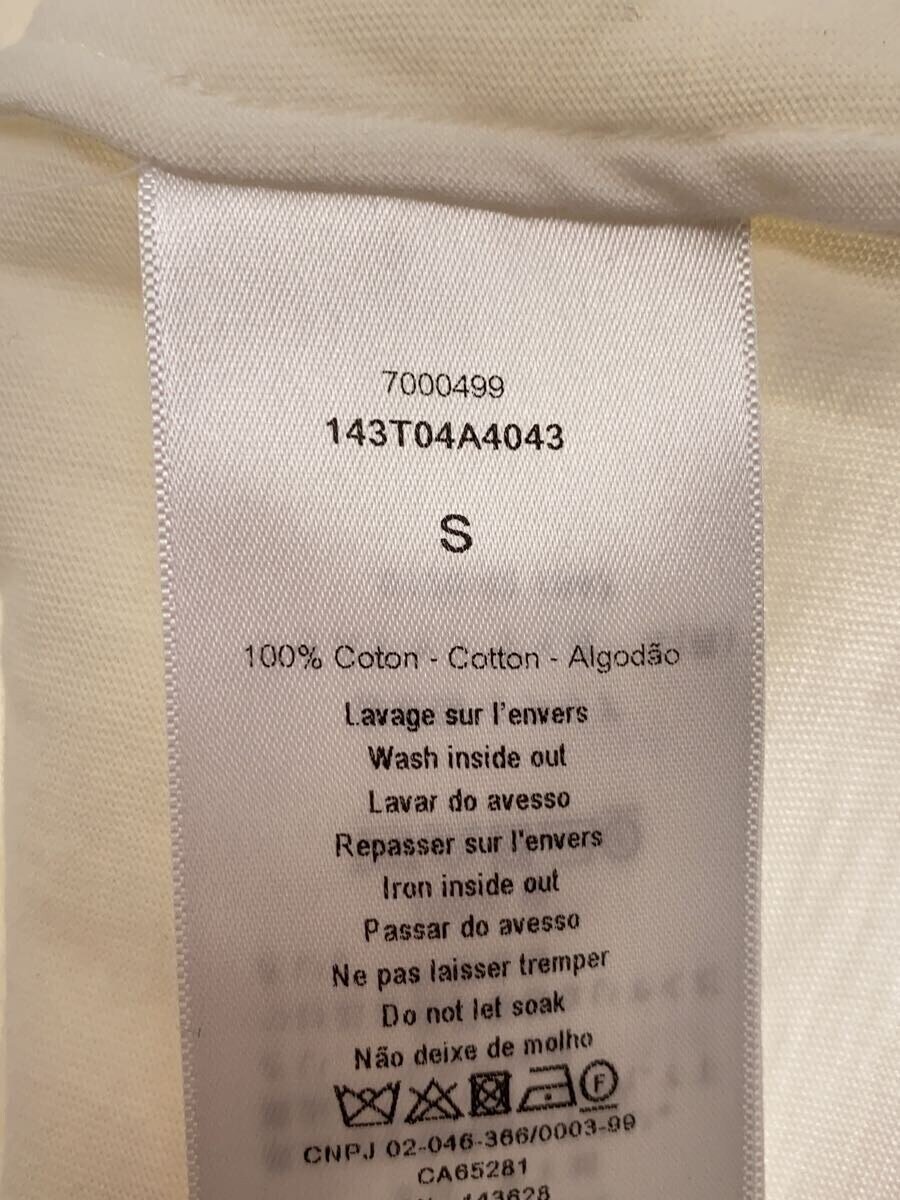 7000499
143T04A4043
S
100% Coton - Cotton - Algodão
Lavage sur l'envers
Wash inside out
Lavar do avesso
Repasser sur l'envers
Iron inside out
Passar do avesso
Ne pas laisser tremper
Do not let soak
Não deixe de molho
F
CNPJ 02-046-366/0003-99
CA65281
143628